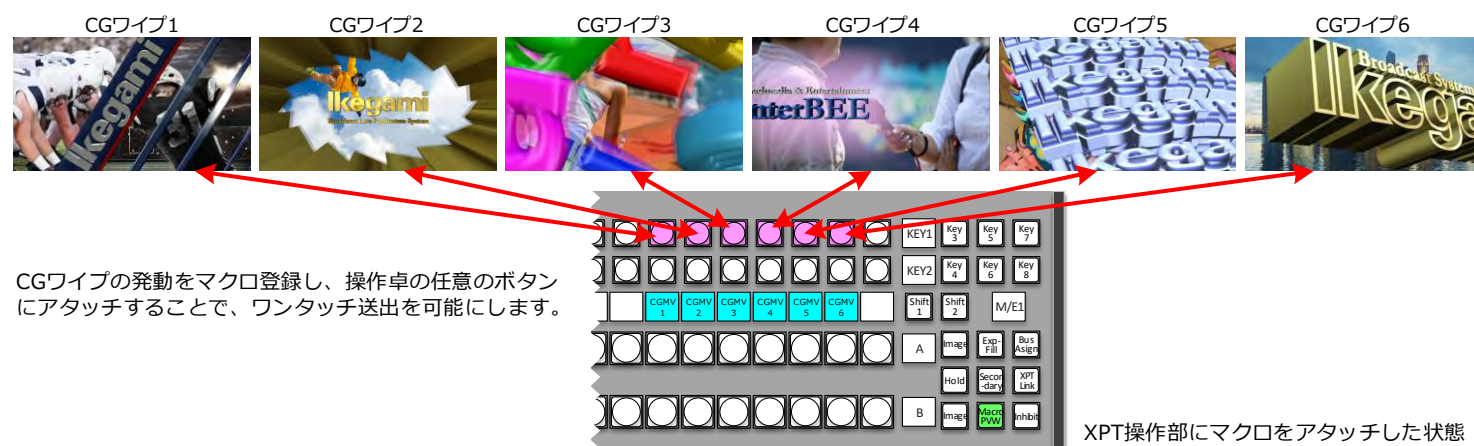 CGワイプ1 CGワイプ2 CGワイプ3 CGワイプ4 CGワイプ5 CGワイプ6
Ikegami
Ikegami
Broadcast
System
& Entertainment
nterBEE
Broadcast System
Ikega
CGワイプの発動をマクロ登録し、操作卓の任意のボタン
にアタッチすることで、ワンタッチ送出を可能にします。
KEY1 Key 3 Key 5 Key 7
KEY2 Key 4 Key 6 Key 8
CGMV 1 CGMV 2 CGMV 3 CGMV 4 CGMV 5 CGMV 6 Shift 1 Shift 2 M/E1
A Image Exp-Fill Bus Asign
Hold Secon-dary XPT Link
B Image Macro PVW Inhibit
XPT操作部にマクロをアタッチした状態